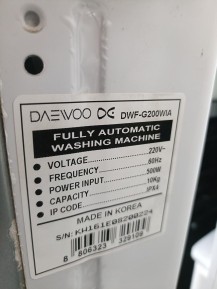 DAEWOO DWF-G200WIA
FULLY AUTOMATIC
WASHING MACHINE
• VOLTAGE.................220V~
• FREQUENCY.................60Hz
• POWER INPUT.................500W
• CAPACITY.................10Kg
• IP CODE.................IPX4
MADE IN KOREA
S/N:
8 806323 326108